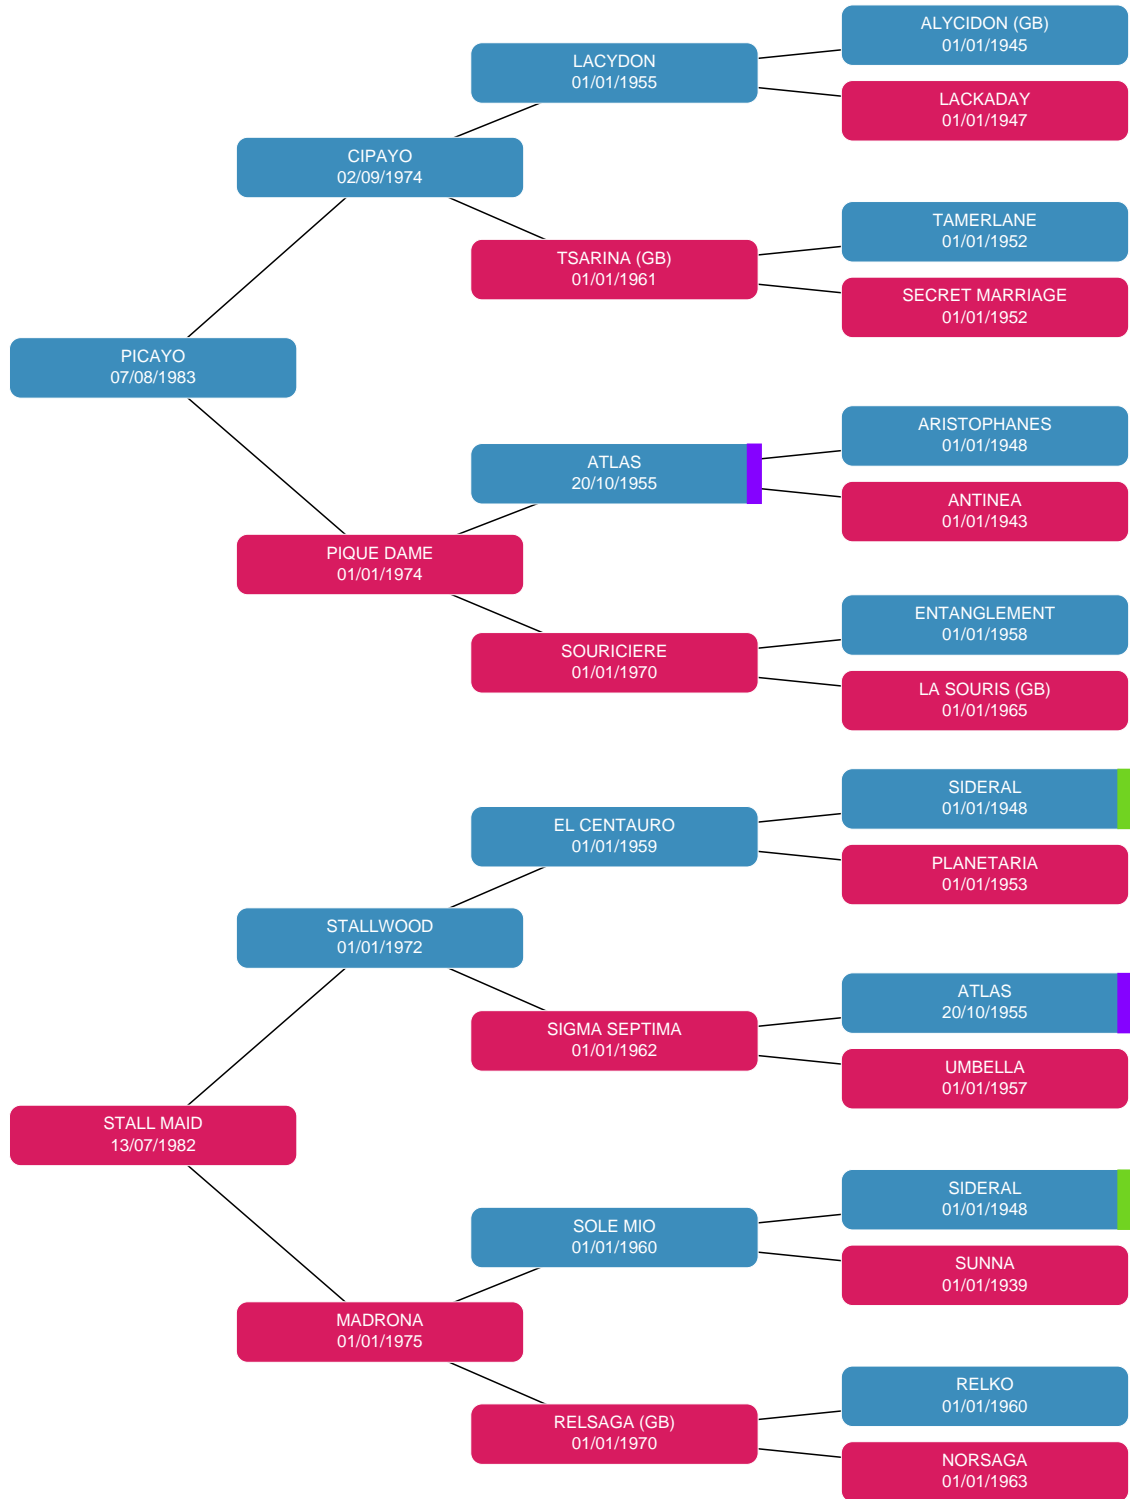 ALYCIDON (GB)
01/01/1945
LACYDON
01/01/1955
LACKADAY
01/01/1947
CIPAYO
02/09/1974
TAMERLANE
01/01/1952
TSARINA (GB)
01/01/1961
SECRET MARRIAGE
01/01/1952
PICAYO
07/08/1983
ARISTOPHANES
01/01/1948
ATLAS
20/10/1955
ANTINEA
01/01/1943
PIQUE DAME
01/01/1974
ENTANGLEMENT
01/01/1958
SOURICIERE
01/01/1970
LA SOURIS (GB)
01/01/1965
SIDERAL
01/01/1948
EL CENTAURO
01/01/1959
PLANETARIA
01/01/1953
STALLWOOD
01/01/1972
ATLAS
20/10/1955
SIGMA SEPTIMA
01/01/1962
UMBELLA
01/01/1957
STALL MAID
13/07/1982
SIDERAL
01/01/1948
SOLE MIO
01/01/1960
SUNNA
01/01/1939
MADRONA
01/01/1975
RELKO
01/01/1960
RELSAGA (GB)
01/01/1970
NORSAGA
01/01/1963